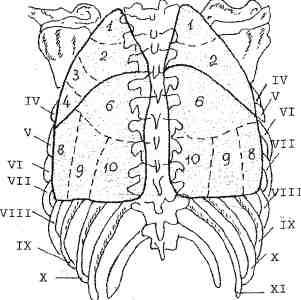 1 1
2 2
3
IV 4 6 6 IV
V
V VI
8 9 10 10 9 8 VII
VI
VII VIII
VIII IX
IX
X X
XI